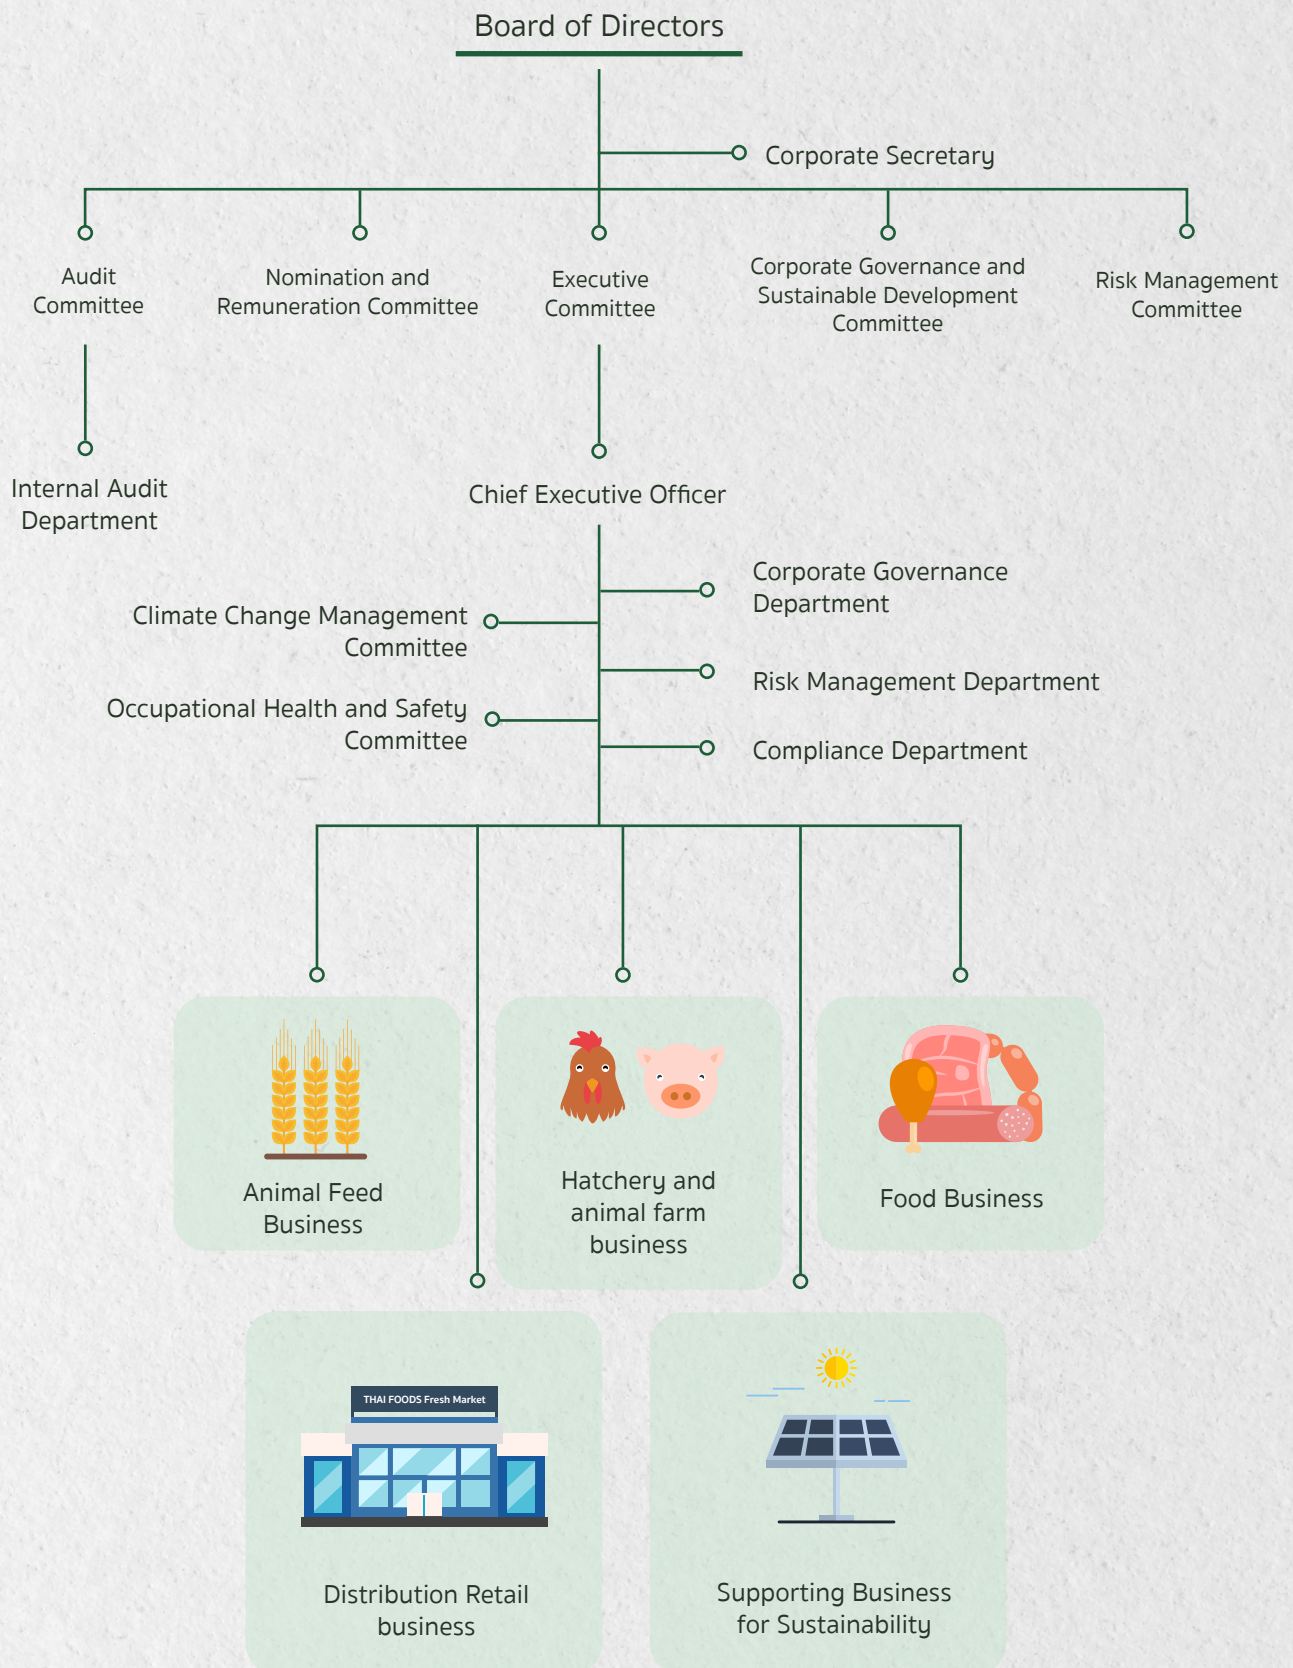 Board of Directors
Corporate Secretary
Audit
Committee
Nomination and
Remuneration Committee
Executive
Committee
Corporate Governance and
Sustainable Development
Committee
Risk Management
Committee
Internal Audit
Department
Chief Executive Officer
Corporate Governance
Department
Climate Change Management
Committee
Risk Management Department
Occupational Health and Safety
Committee
Compliance Department
Animal Feed
Business
Hatchery and
animal farm
business
Food Business
THAI FOODS Fresh Market
Distribution Retail
business
Supporting Business
for Sustainability